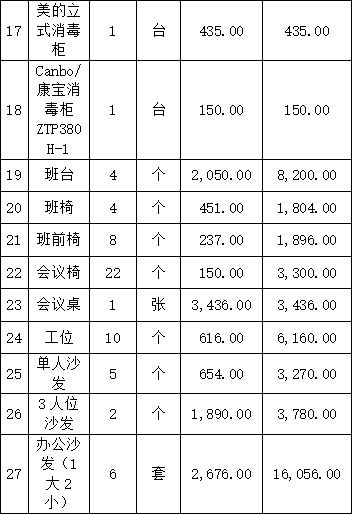 17 美的立式消毒柜 1 台 435.00 435.00
18 Canbo/康宝消毒柜ZTP380H-1 1 台 150.00 150.00
19 班台 4 个 2,050.00 8,200.00
20 班椅 4 个 451.00 1,804.00
21 班前椅 8 个 237.00 1,896.00
22 会议椅 22 个 150.00 3,300.00
23 会议桌 1 张 3,436.00 3,436.00
24 工位 10 个 616.00 6,160.00
25 单人沙发 5 个 654.00 3,270.00
26 3人位沙发 2 个 1,890.00 3,780.00
27 办公沙发（1大2小） 6 套 2,676.00 16,056.00